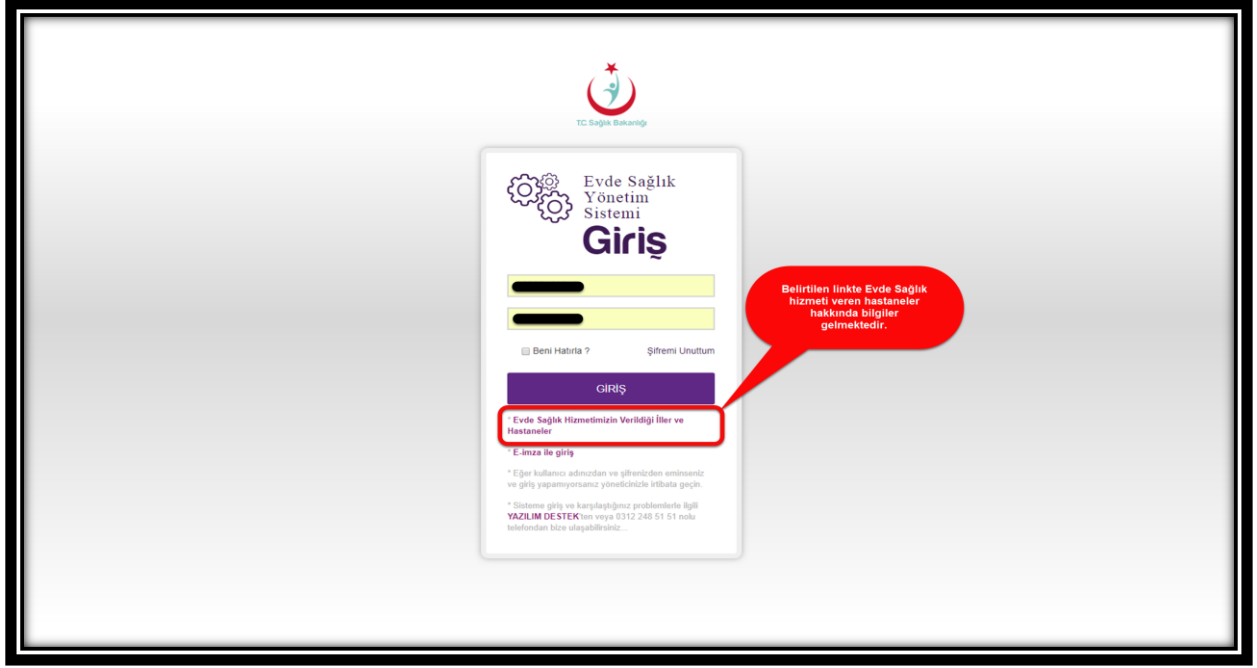 T.C. Sağlık Bakanlığı
Evde Sağlık
Yönetim
Sistemi
Giriş
Beni Hatırla ?
Şifremi Unuttum
GİRİŞ
* Evde Sağlık Hizmetimizin Verildiği İller ve
Hastaneler
* E-imza ile giriş
* Eğer kullanıcı adınızdan ve şifrenizden eminseniz
ve giriş yapamıyorsanız yöneticinizle irtibata geçin.
* Sisteme giriş ve karşılaştığınız problemlerle ilgili
YAZILIM DESTEK'ten veya 0312 248 51 51 nolu
telefondan bize ulaşabilirsiniz...
Belirtilen linkte Evde Sağlık
hizmeti veren hastaneler
hakkında bilgiler
gelmektedir.